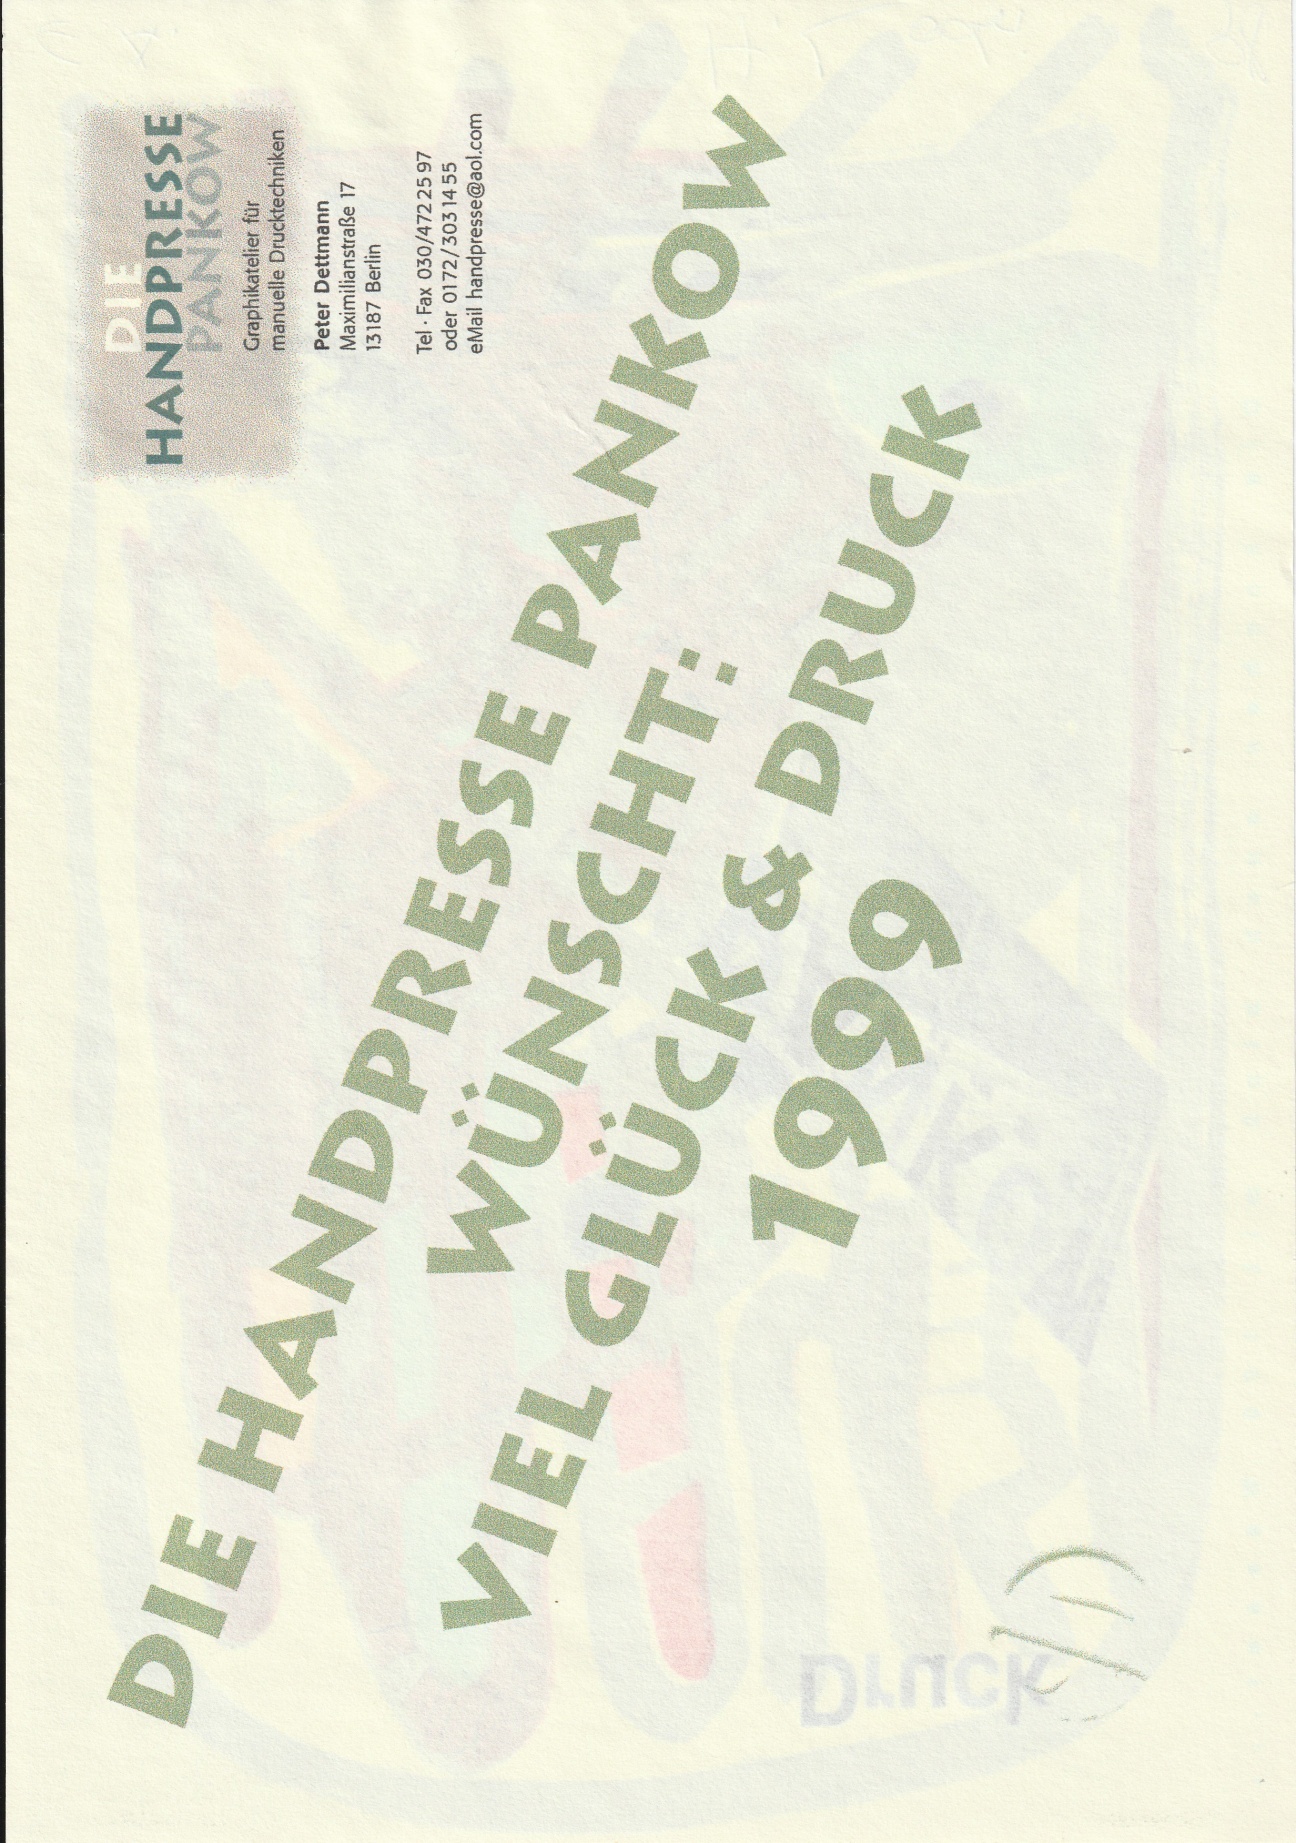 DIE
HANDPRESSE
PANKOW
Graphikatelier für
manuelle Drucktechniken
Peter Dettmann
Maximilianstraße 17
13187 Berlin
Tel · Fax 030/4722597
oder 0172/3031455
eMail handpresse@aol.com
DIE HANDPRESSE PANKOW
WÜNSCHT:
VIEL GLÜCK & DRUCK
1999
Druck